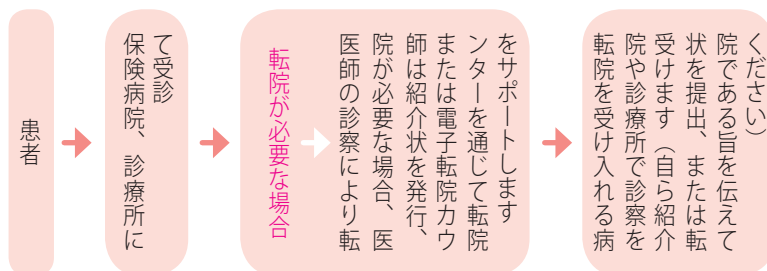 患者
保険病院、診療所に
て受診
転院が必要な場合
医師の診察により転
院が必要な場合、医
師は紹介状を発行、
または電子転院カウ
ンターを通じて転院
をサポートします
転院を受け入れる病
院や診療所で診察を
受けます（自ら紹介
状を提出、または転
院である旨を伝えて
ください）